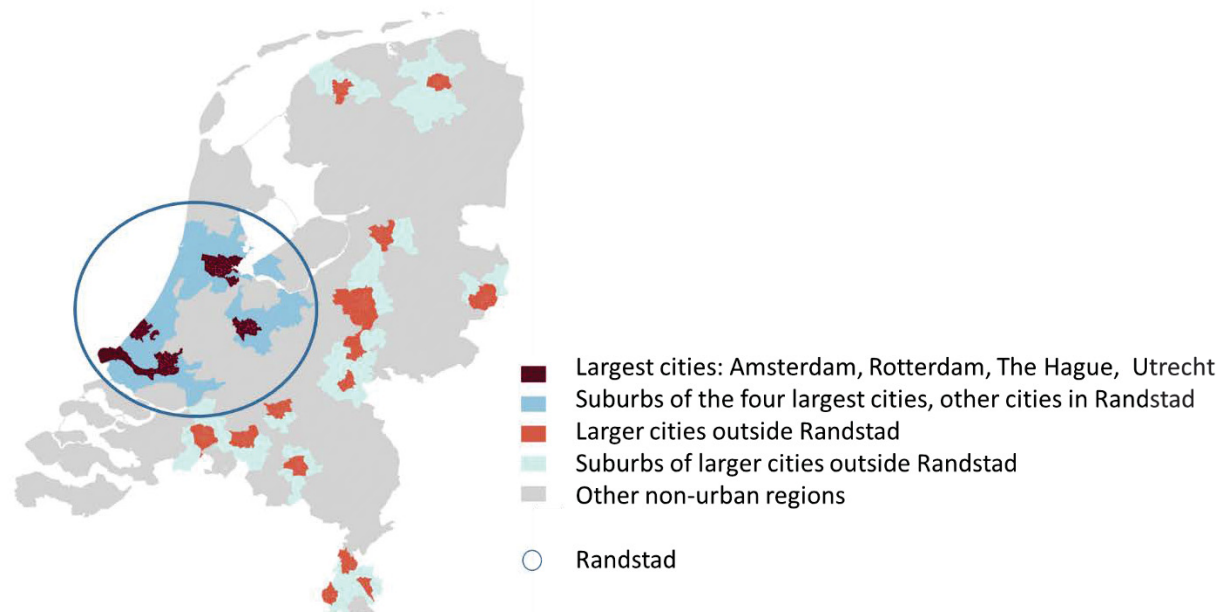 Largest cities: Amsterdam, Rotterdam, The Hague, Utrecht
Suburbs of the four largest cities, other cities in Randstad
Larger cities outside Randstad
Suburbs of larger cities outside Randstad
Other non-urban regions
Randstad